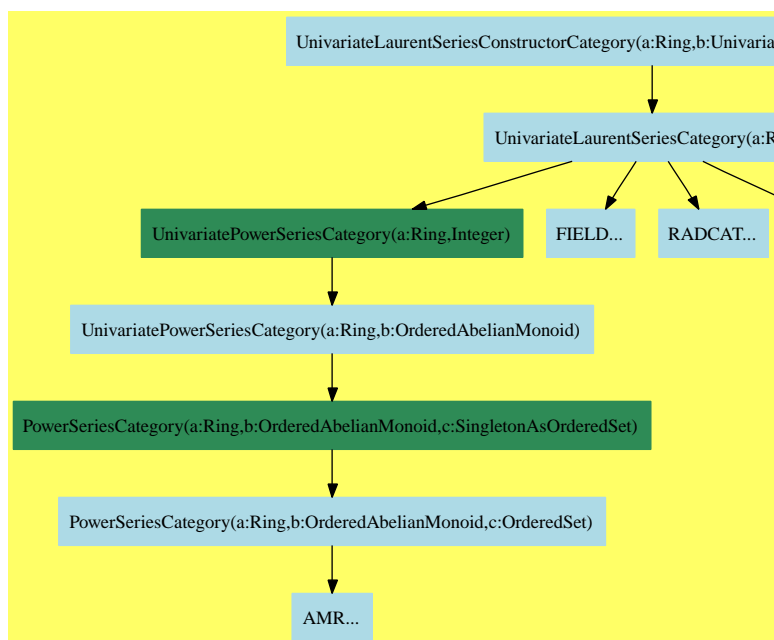 UnivariateLaurentSeriesConstructorCategory(a:Ring,b:Univaria
UnivariateLaurentSeriesCategory(a:R
UnivariatePowerSeriesCategory(a:Ring,Integer)
FIELD...
RADCAT...
UnivariatePowerSeriesCategory(a:Ring,b:OrderedAbelianMonoid)
PowerSeriesCategory(a:Ring,b:OrderedAbelianMonoid,c:SingletonAsOrderedSet)
PowerSeriesCategory(a:Ring,b:OrderedAbelianMonoid,c:OrderedSet)
AMR...